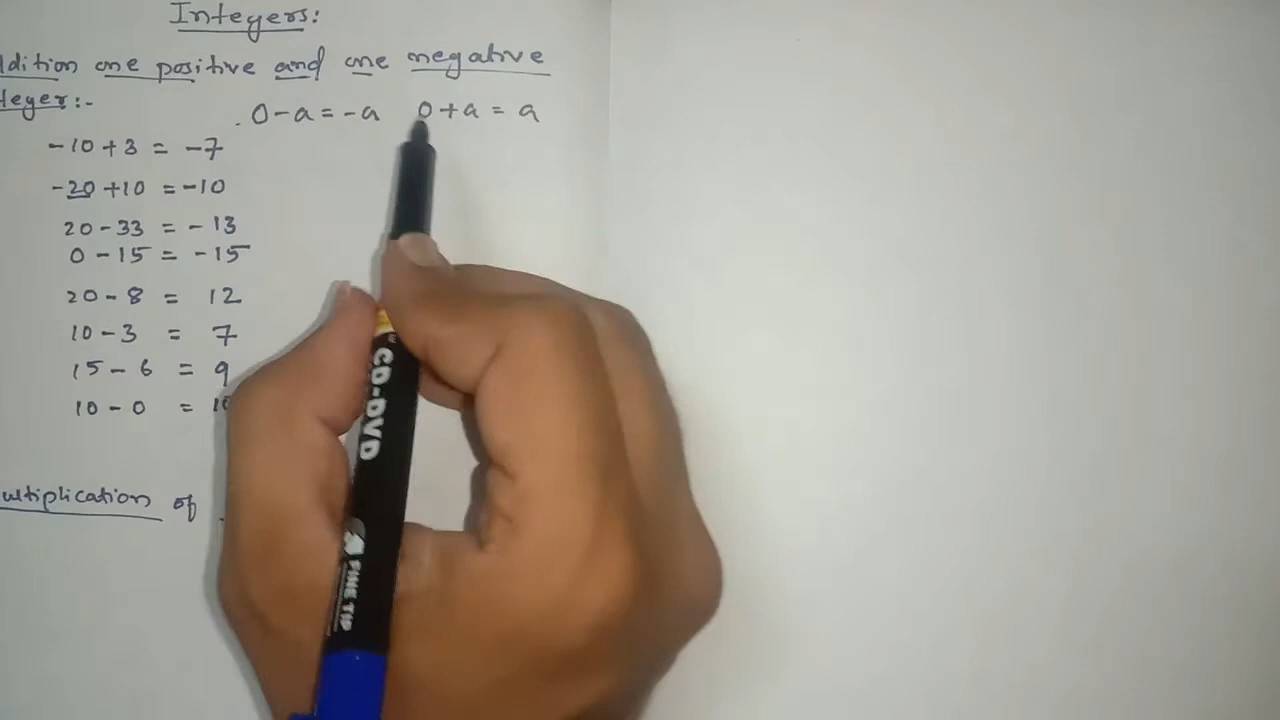 Integers:
ddition one positive and one negative
teger:-
0-a=-a 0+a = a
-10+3 = -7
-20+10 =-10
20-33 = -13
0-15 = -15
20-8 = 12
10-3 = 7
15-6 = 9
10-0 = 10
ultiplication of
CD-DVD
FINE TIP